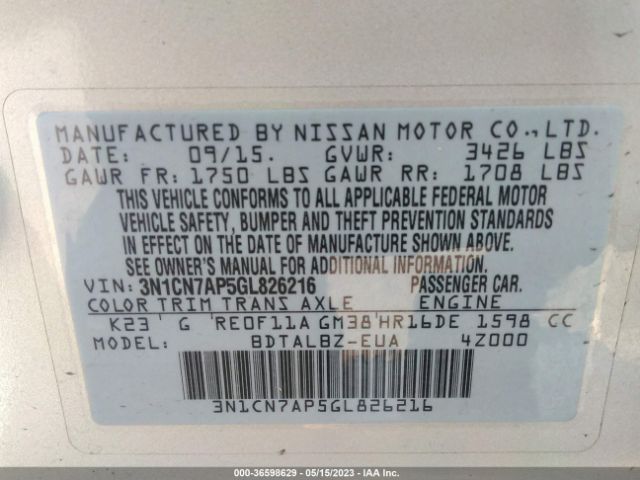 MANUFACTURED BY NISSAN MOTOR CO.,LTD.
DATE: 09/15. GVWR: 3426 LBS
GAWR FR: 1750 LBS GAWR RR: 1708 LBS
THIS VEHICLE CONFORMS TO ALL APPLICABLE FEDERAL MOTOR
VEHICLE SAFETY, BUMPER AND THEFT PREVENTION STANDARDS
IN EFFECT ON THE DATE OF MANUFACTURE SHOWN ABOVE.
SEE OWNER'S MANUAL FOR ADDITIONAL INFORMATION.
VIN: 3N1CN7AP5GL826216 PASSENGER CAR.
COLOR TRIM TRANS AXLE ENGINE
K23 G RE0F11A GM38 HR16DE 1598 CC
MODEL: BDTALBZ-EUA 4Z000
3N1CN7AP5GL826216
STOCK #: 36598629 - 05/15/2023 - IAA Inc.